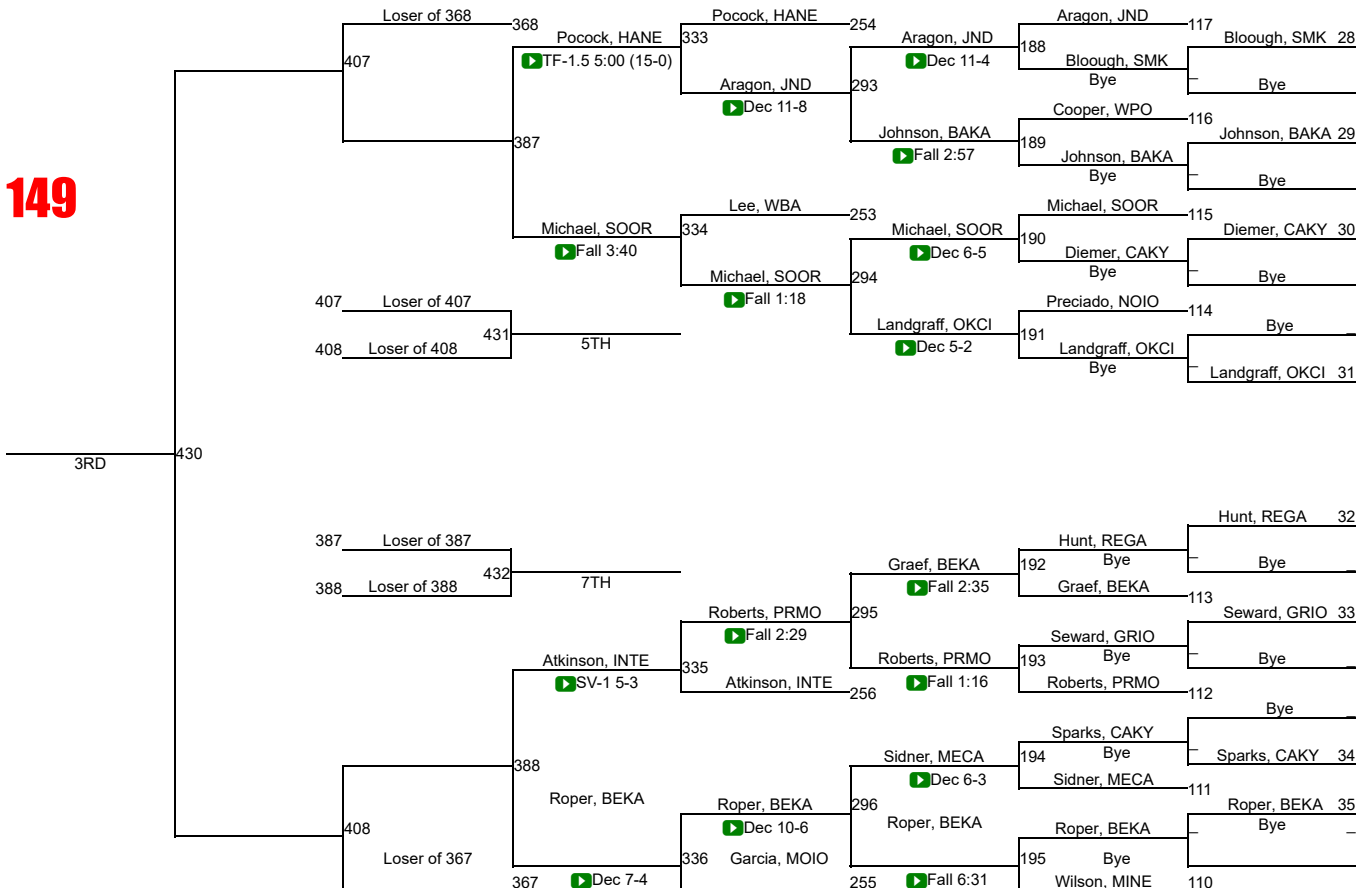 Loser of 368
368
Pocock, HANE
254
Aragon, JND
117
407
Pocock, HANE
333
Aragon, JND
188
Bloough, SMK 28
TF-1.5 5:00 (15-0)
Dec 11-4
Bloough, SMK
Bye
_
Bye
Aragon, JND
293
Dec 11-8
Cooper, WPO
116
387
Johnson, BAKA
189
Johnson, BAKA 29
Fall 2:57
Johnson, BAKA
Bye
_
Bye
149
Lee, WBA
253
Michael, SOOR
115
Michael, SOOR
334
Michael, SOOR
190
Diemer, CAKY 30
Fall 3:40
Dec 6-5
Diemer, CAKY
Bye
_
Bye
Michael, SOOR
294
Fall 1:18
407 Loser of 407
Preciado, NOIO
114
431
5TH
Landgraff, OKCI
191
Bye _
408 Loser of 408
Dec 5-2
Landgraff, OKCI
Bye
_
Landgraff, OKCI 31
430
3RD
Hunt, REGA 32
387 Loser of 387
Hunt, REGA
Bye
432
7TH
Graef, BEKA
192
_
Bye _
408
388 Loser of 388
Fall 2:35
Graef, BEKA
113
Roberts, PRMO
295
Seward, GRIO 33
Fall 2:29
Seward, GRIO
Bye
Atkinson, INTE
335
Roberts, PRMO
193
_
Bye _
SV-1 5-3
Atkinson, INTE
256
Fall 1:16
Roberts, PRMO
112
Bye _
Sparks, CAKY
Bye
388
Sidner, MECA
194
_
Sparks, CAKY 34
Dec 6-3
Sidner, MECA
111
Roper, BEKA
Roper, BEKA
296
Roper, BEKA 35
Dec 10-6
Roper, BEKA
Roper, BEKA
_
Bye _
Loser of 367
336
Garcia, MOIO
195
Bye
367
Dec 7-4
255
Fall 6:31
Wilson, MINE
110